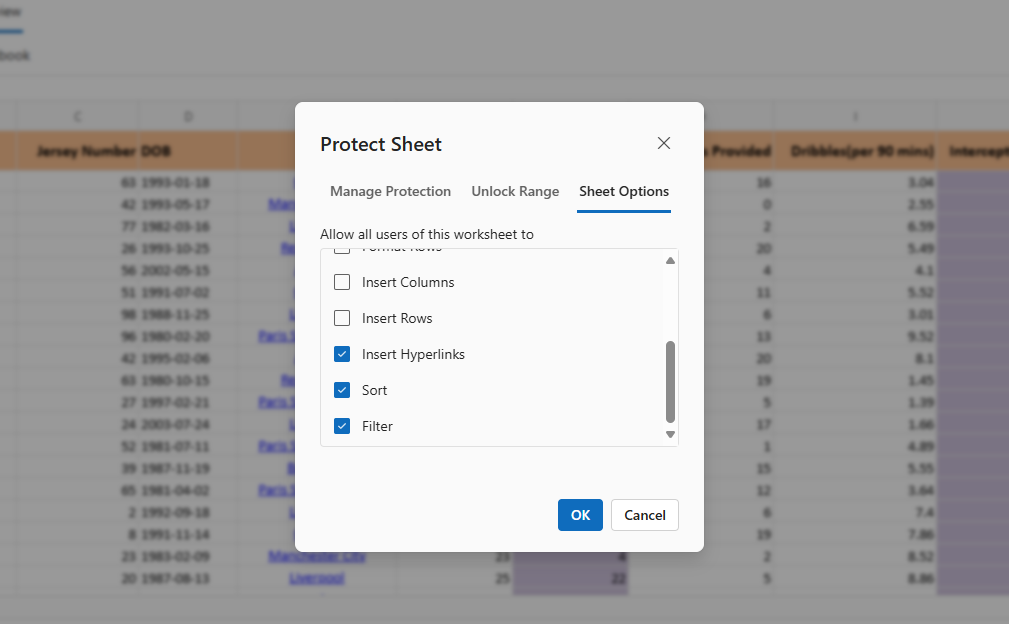 C D
Protect Sheet
Jersey Number DOB s Provided Dribbles(per 90 mins) Intercept
Manage Protection Unlock Range Sheet Options
63 1993-01-18 16 3.04
42 1993-05-17 0 2.55
77 1982-03-16 2 6.59
Allow all users of this worksheet to
26 1993-10-25 20 5.49
56 2002-05-15 4 4.1
Insert Columns
51 1991-07-02 11 5.52
98 1988-11-25 6 3.01
Insert Rows
96 1980-02-20 13 9.52
Insert Hyperlinks
42 1995-02-06 20 8.1
63 1980-10-15 19 1.45
Sort
27 1997-02-21 5 1.39
24 2003-07-24 17 1.66
Filter
52 1981-07-11 1 4.89
39 1987-11-19 15 5.55
65 1981-04-02 12 3.64
OK Cancel
2 1992-09-18 6 7.4
8 1991-11-14 19 7.86
23 1983-02-09 Manchester City 23 4 2 8.52
20 1987-08-13 Liverpool 25 22 5 8.86